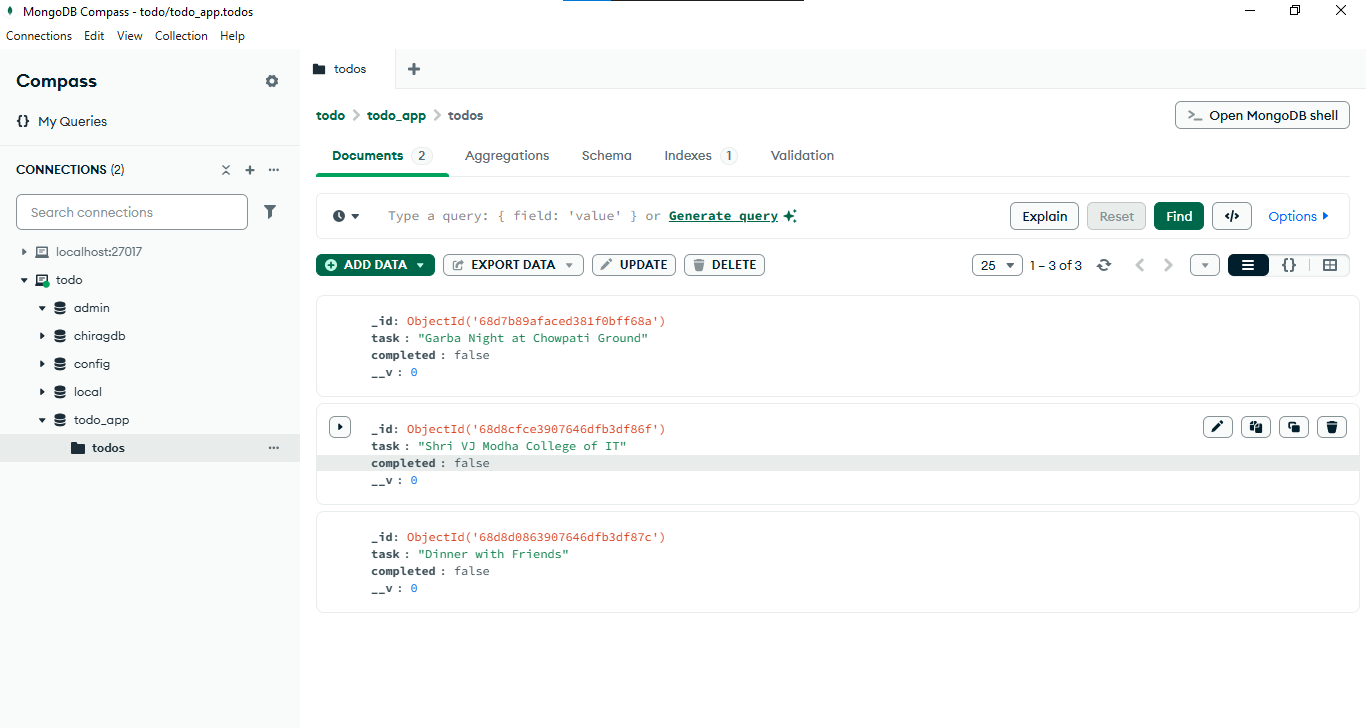 MongoDB Compass - todo/todo_app.todos
Connections Edit View Collection Help
Compass
{} My Queries
CONNECTIONS (2)
Search connections
localhost:27017
todo
admin
chiragdb
config
local
todo_app
todos
todos
todo > todo_app > todos
>_ Open MongoDB shell
Documents 2 Aggregations Schema Indexes 1 Validation
Type a query: { field: 'value' } or Generate query
Explain Reset Find </> Options
ADD DATA EXPORT DATA UPDATE DELETE
25 1 – 3 of 3 {}
_id: ObjectId('68d7b89afaced381f0bff68a')
task : "Garba Night at Chowpati Ground"
completed : false
__v : 0
_id: ObjectId('68d8cfce3907646dfb3df86f')
task : "Shri VJ Modha College of IT"
completed : false
__v : 0
_id: ObjectId('68d8d0863907646dfb3df87c')
task : "Dinner with Friends"
completed : false
__v : 0